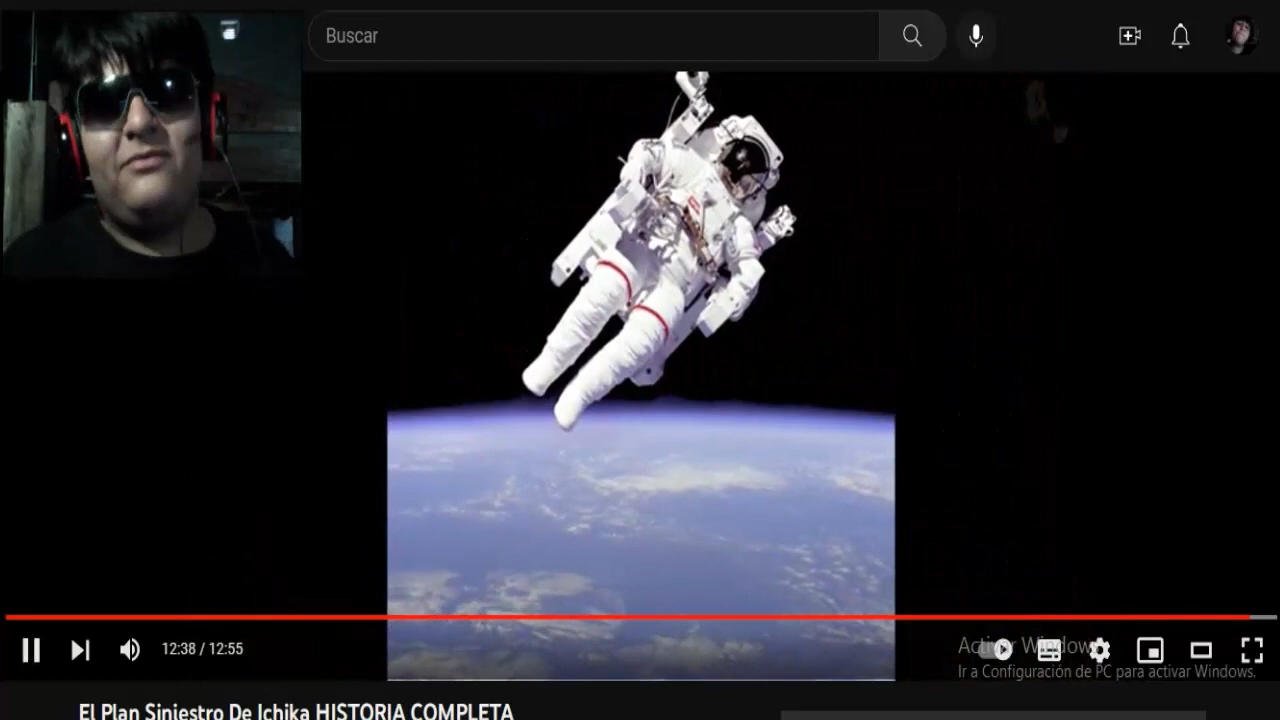 Buscar
12:38 / 12:55
Activar Windows
Ir a Configuración de PC para activar Windows.
El Plan Siniestro De Ichika HISTORIA COMPLETA